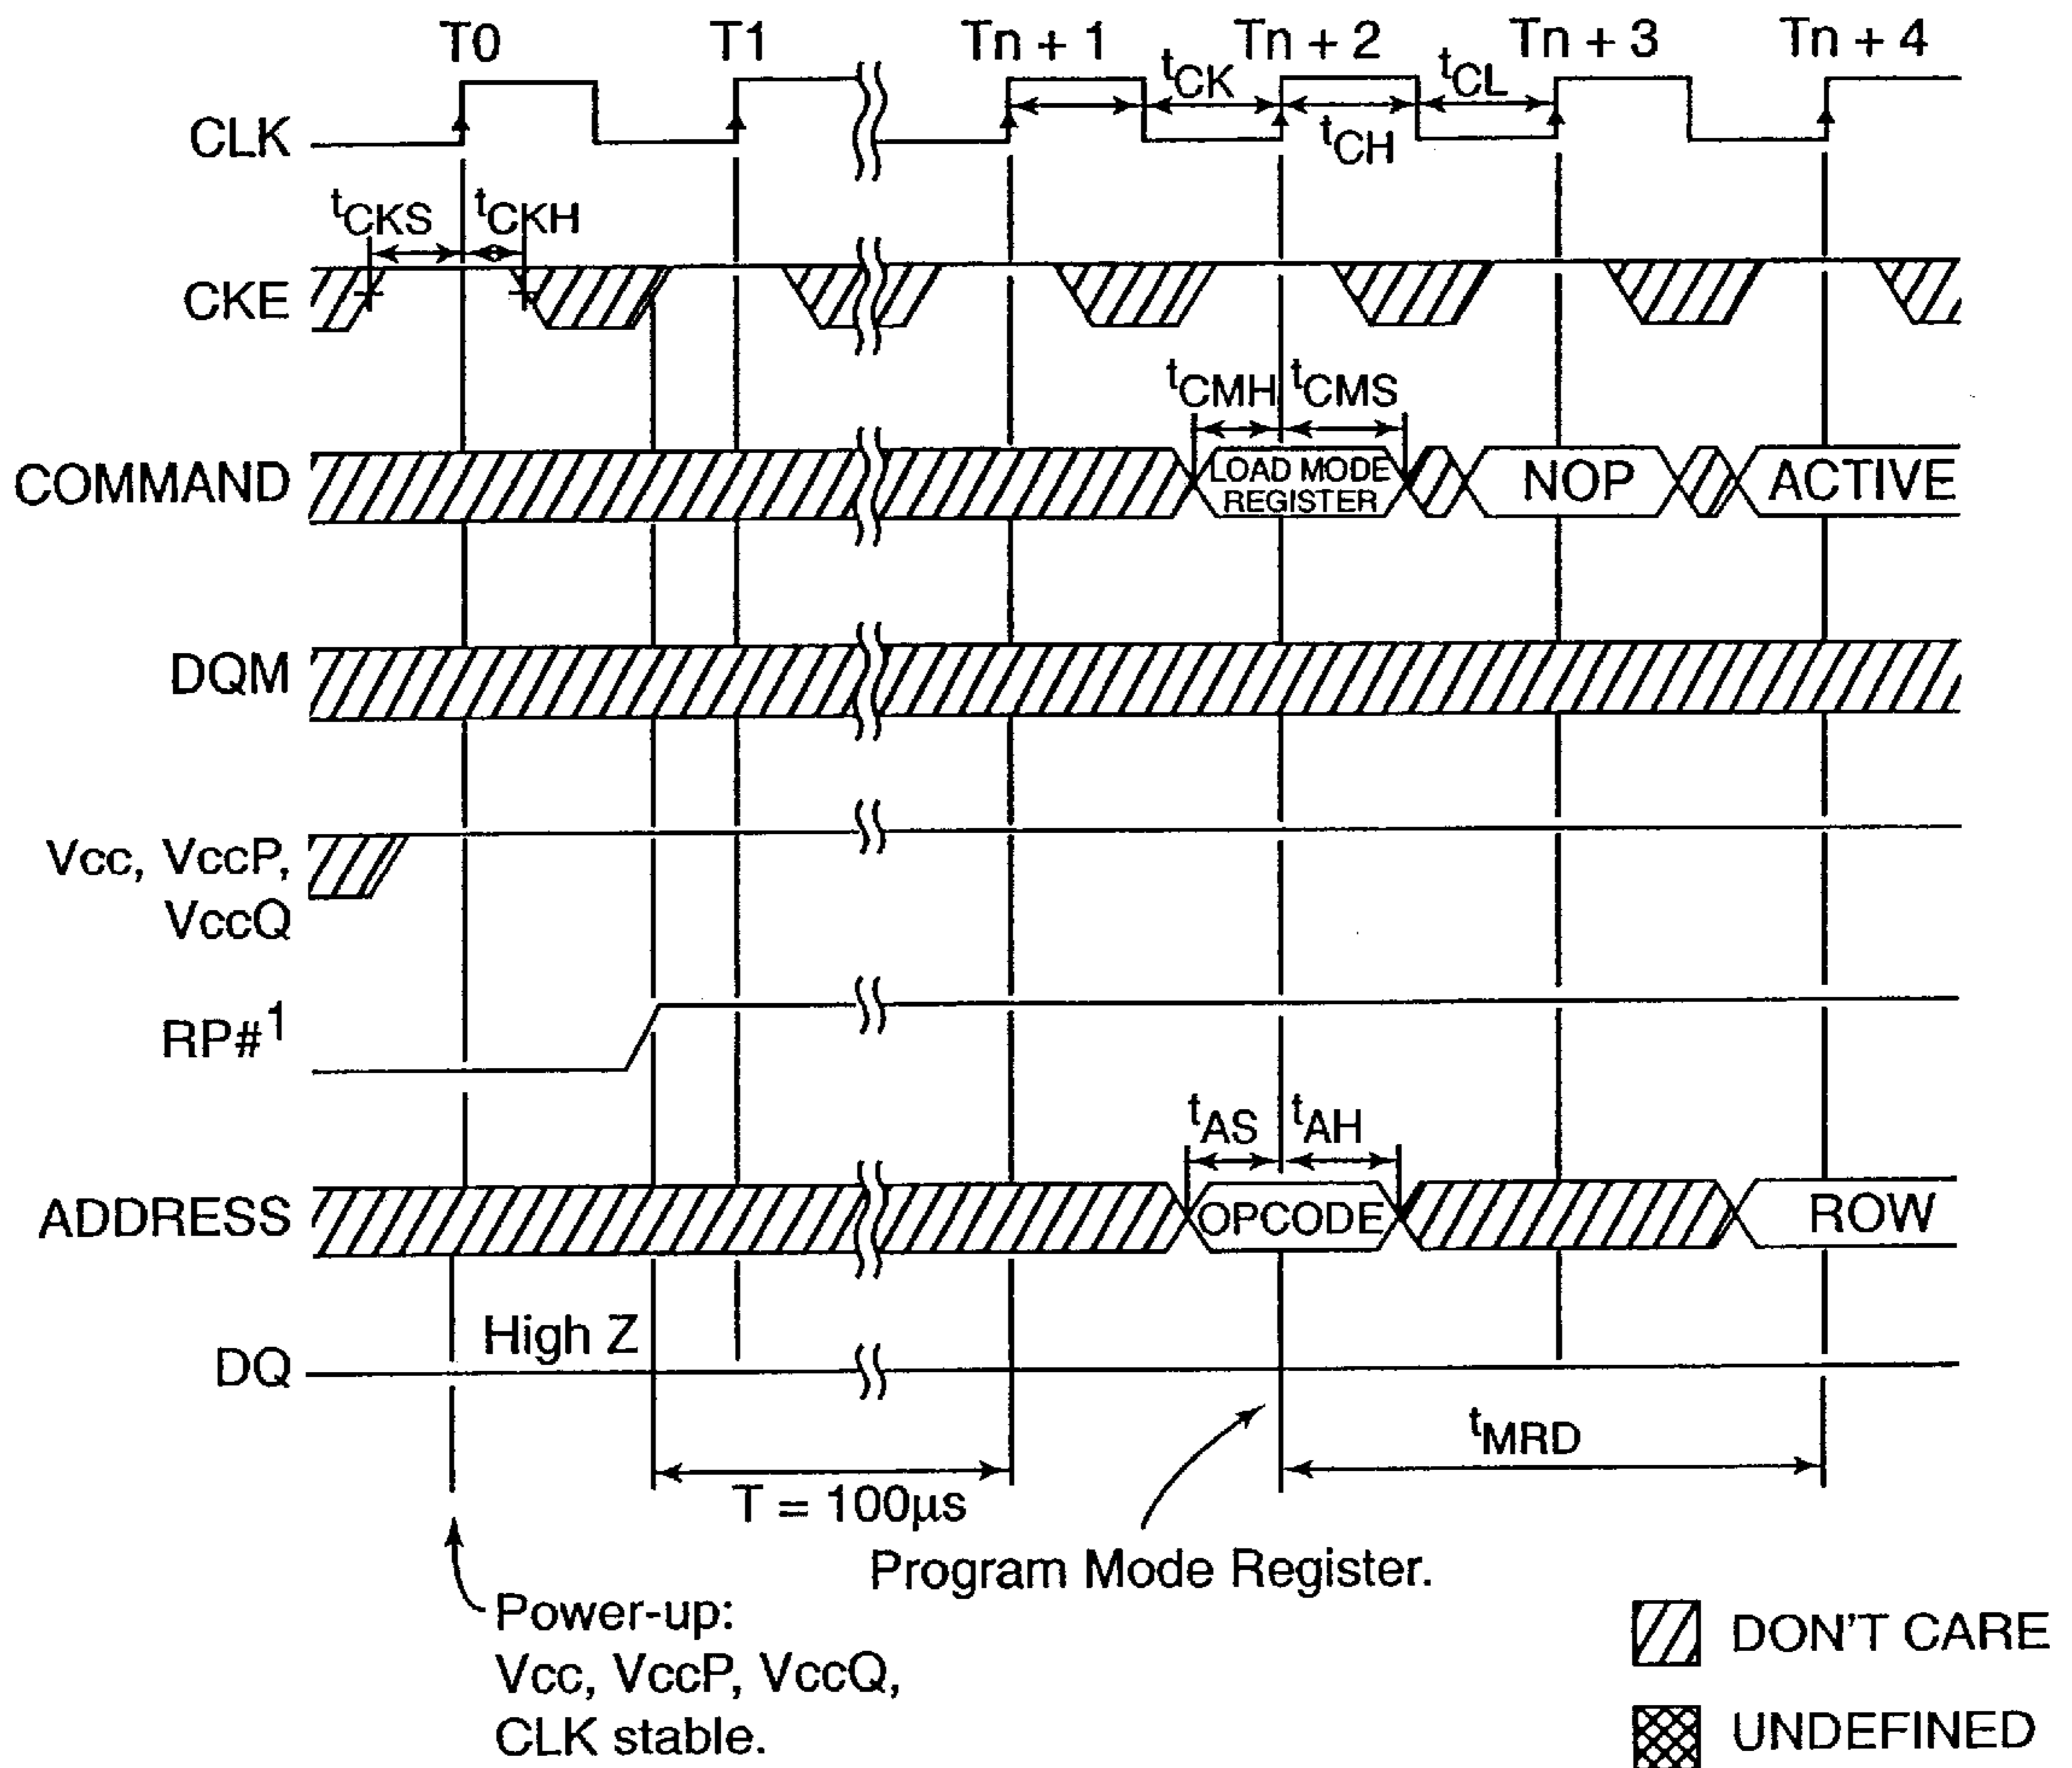 T0 T1 Tn + 1 Tn + 2 Tn + 3 Tn + 4
tCK tCL
CLK
tCH
tCKS tCKH
CKE
tCMH tCMS
COMMAND LOAD MODE REGISTER NOP ACTIVE
DQM
Vcc, VccP,
VccQ
RP#1
tAS tAH
ADDRESS OPCODE ROW
High Z
DQ
tMRD
T = 100µs
Program Mode Register.
Power-up:
Vcc, VccP, VccQ,
CLK stable.
DON'T CARE
UNDEFINED